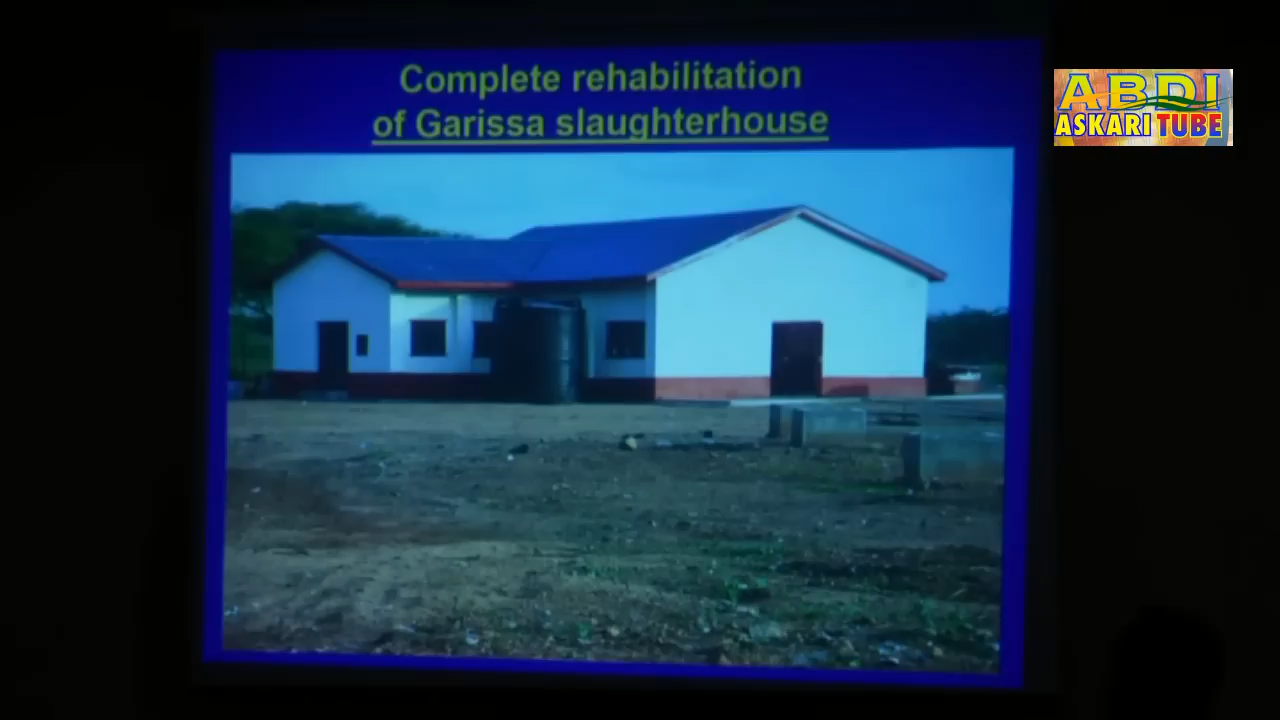 Complete rehabilitation
of Garissa slaughterhouse
ABDI
ASKARI TUBE